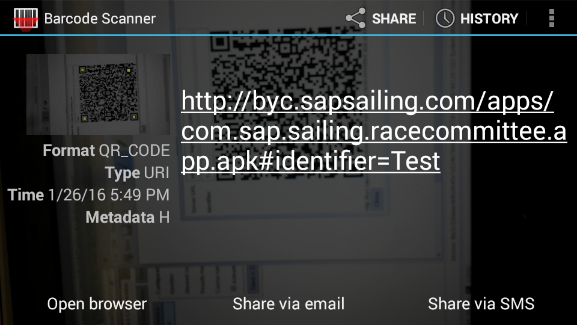 Barcode Scanner
SHARE
HISTORY
http://byc.sapsailing.com/apps/
com.sap.sailing.racecommittee.a
pp.apk#identifier=Test
Format QR_CODE
Type URI
Time 1/26/16 5:49 PM
Metadata H
Open browser
Share via email
Share via SMS